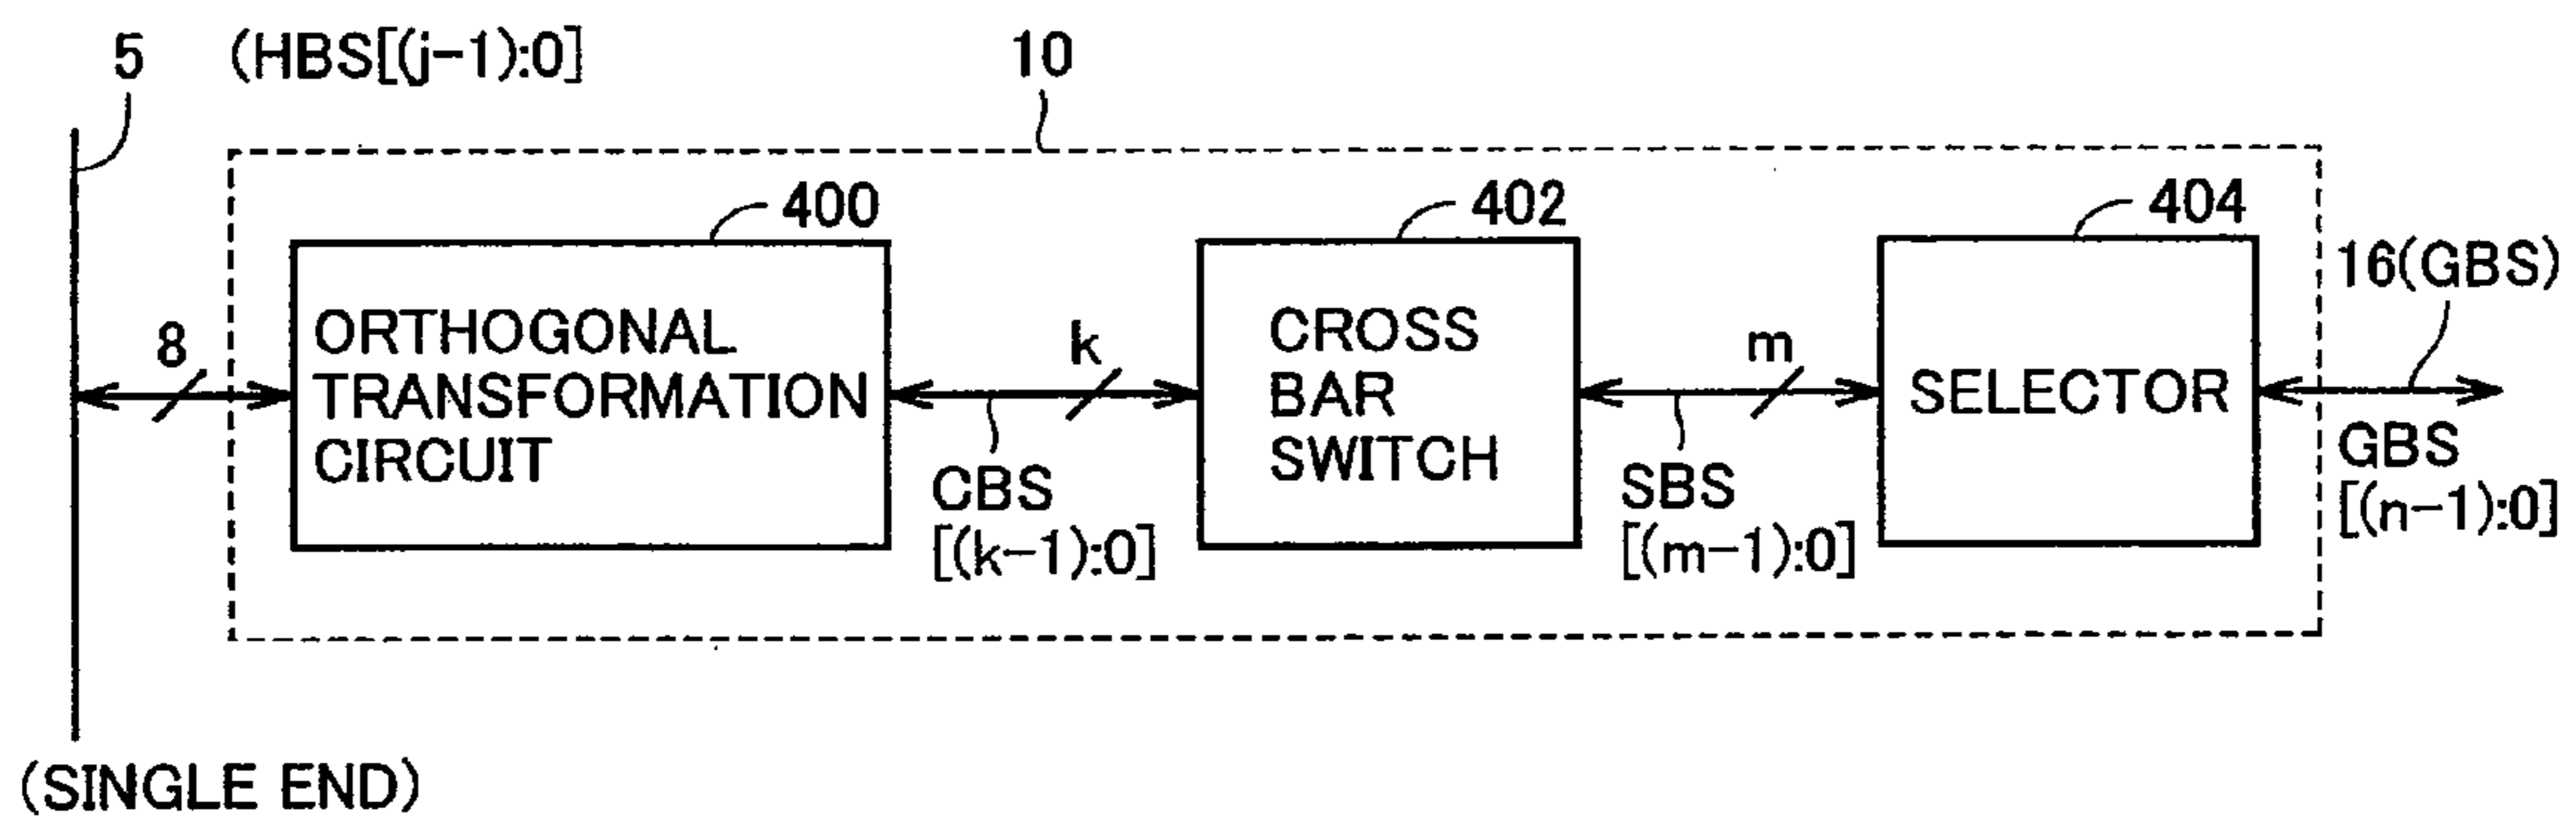 5
(HBS[(j-1):0]
10
400
402
404
16(GBS)
8
ORTHOGONAL
TRANSFORMATION
CIRCUIT
k
CROSS
BAR
SWITCH
m
SELECTOR
CBS
[(k-1):0]
SBS
[(m-1):0]
GBS
[(n-1):0]
(SINGLE END)